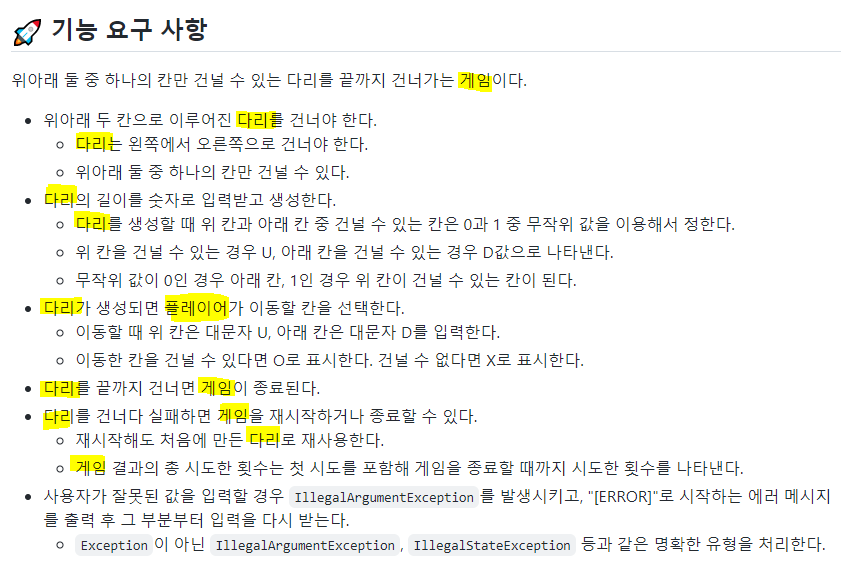 🚀 기능 요구 사항
위아래 둘 중 하나의 칸만 건널 수 있는 다리를 끝까지 건너가는 게임이다.
• 위아래 두 칸으로 이루어진 다리를 건너야 한다.
◦ 다리는 왼쪽에서 오른쪽으로 건너야 한다.
◦ 위아래 둘 중 하나의 칸만 건널 수 있다.
• 다리의 길이를 숫자로 입력받고 생성한다.
◦ 다리를 생성할 때 위 칸과 아래 칸 중 건널 수 있는 칸은 0과 1 중 무작위 값을 이용해서 정한다.
◦ 위 칸을 건널 수 있는 경우 U, 아래 칸을 건널 수 있는 경우 D값으로 나타낸다.
◦ 무작위 값이 0인 경우 아래 칸, 1인 경우 위 칸이 건널 수 있는 칸이 된다.
• 다리가 생성되면 플레이어가 이동할 칸을 선택한다.
◦ 이동할 때 위 칸은 대문자 U, 아래 칸은 대문자 D를 입력한다.
◦ 이동한 칸을 건널 수 있다면 O로 표시한다. 건널 수 없다면 X로 표시한다.
• 다리를 끝까지 건너면 게임이 종료된다.
• 다리를 건너다 실패하면 게임을 재시작하거나 종료할 수 있다.
◦ 재시작해도 처음에 만든 다리로 재사용한다.
◦ 게임 결과의 총 시도한 횟수는 첫 시도를 포함해 게임을 종료할 때까지 시도한 횟수를 나타낸다.
• 사용자가 잘못된 값을 입력할 경우 IllegalArgumentException 를 발생시키고, "[ERROR]"로 시작하는 에러 메시지
를 출력 후 그 부분부터 입력을 다시 받는다.
◦ Exception 이 아닌 IllegalArgumentException , IllegalStateException 등과 같은 명확한 유형을 처리한다.